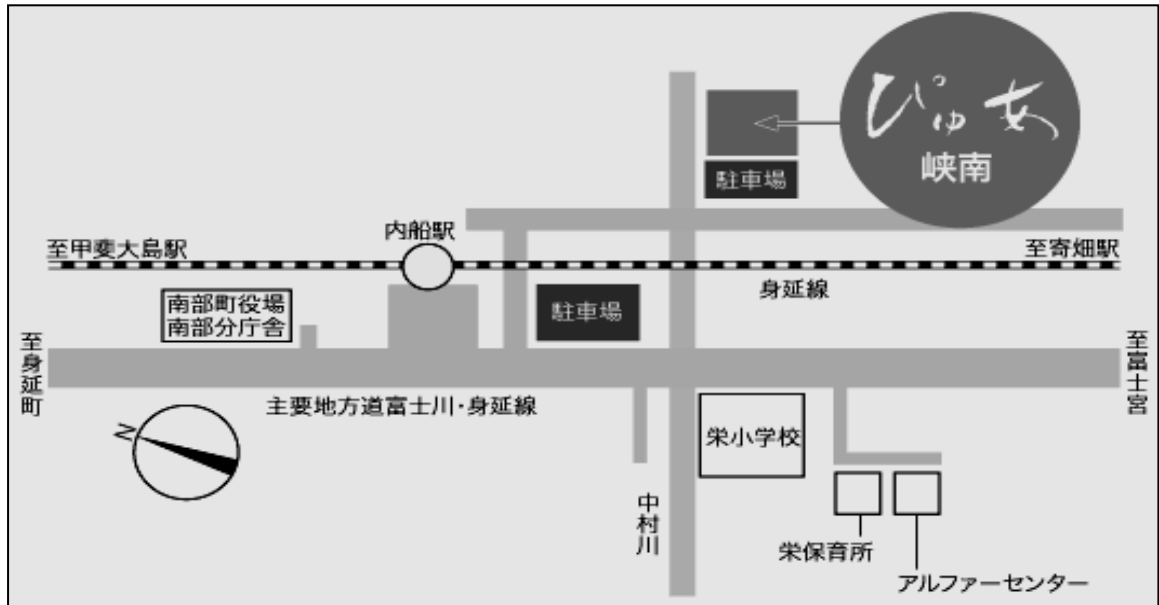 ぴゅあ
峡南
駐車場
内船駅
至甲斐大島駅
至寄畑駅
身延線
南部町役場
南部分庁舎
駐車場
至身延町
至富士宮
主要地方道富士川・身延線
N
栄小学校
中村川
栄保育所
アルファーセンター